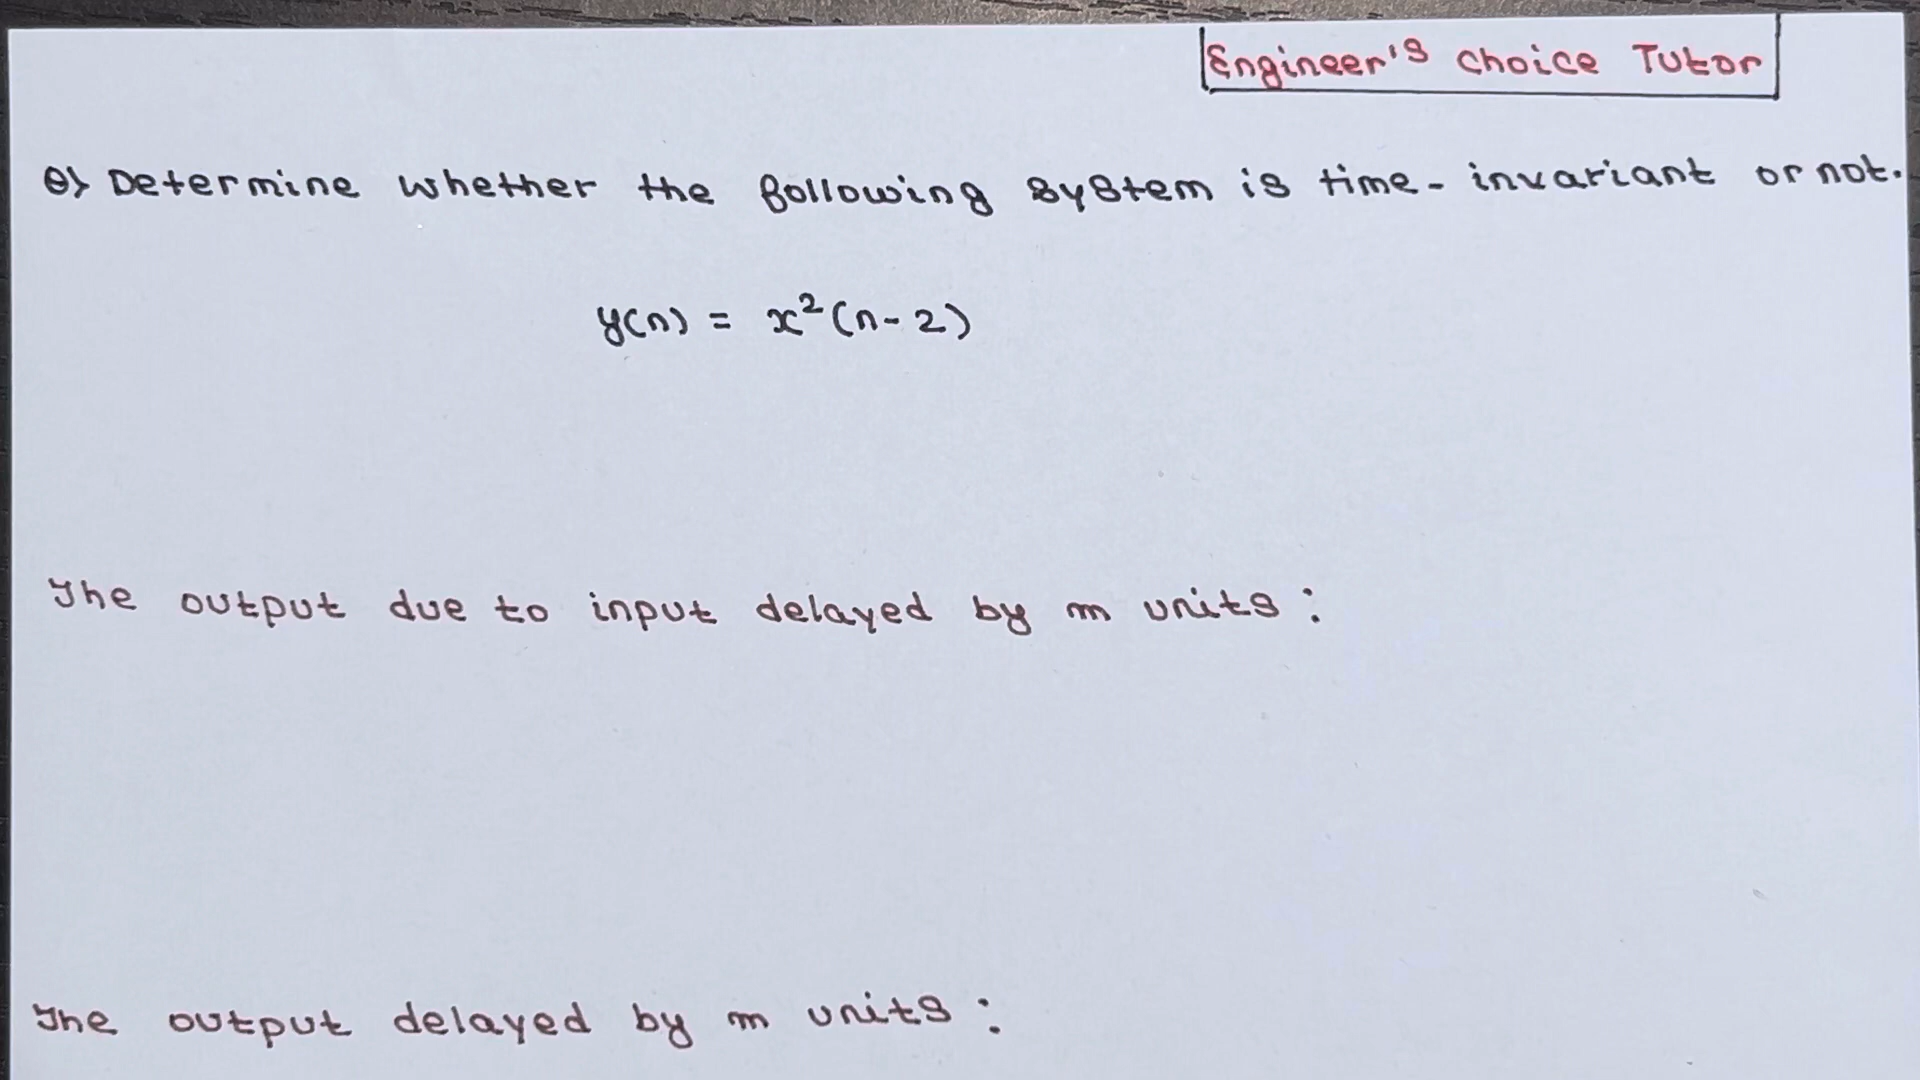 Engineer's Choice Tutor
Q) Determine whether the following system is time-invariant or not.
y(n) = x²(n-2)
The output due to input delayed by m units :
The output delayed by m units :